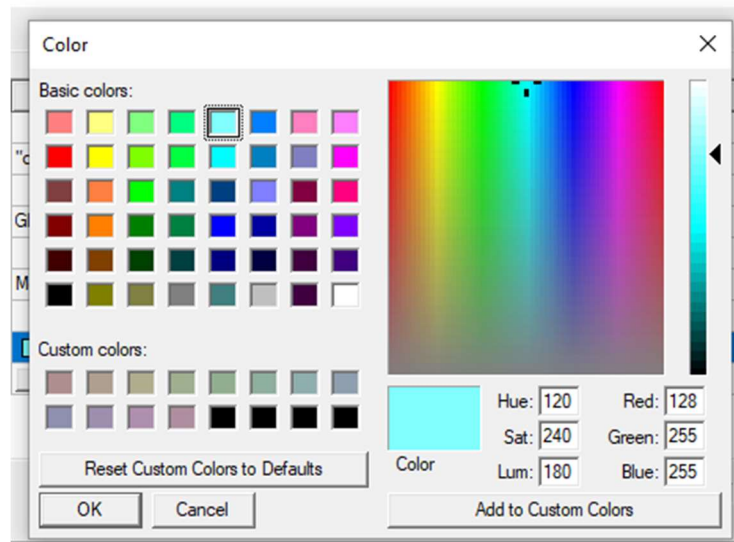 Color
Basic colors:
"c
Gl
M
Custom colors:
Reset Custom Colors to Defaults
OK Cancel
Color
Hue: 120 Red: 128
Sat: 240 Green: 255
Lum: 180 Blue: 255
Add to Custom Colors